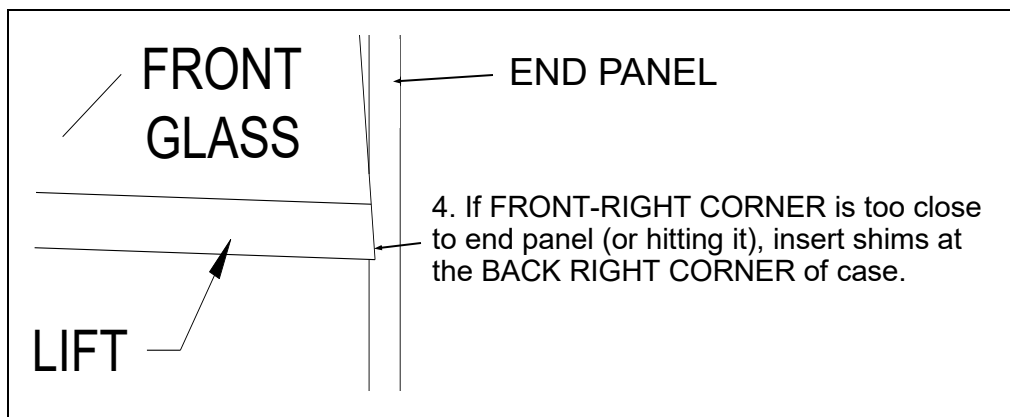 FRONT
GLASS
END PANEL
4. If FRONT-RIGHT CORNER is too close
to end panel (or hitting it), insert shims at
the BACK RIGHT CORNER of case.
LIFT